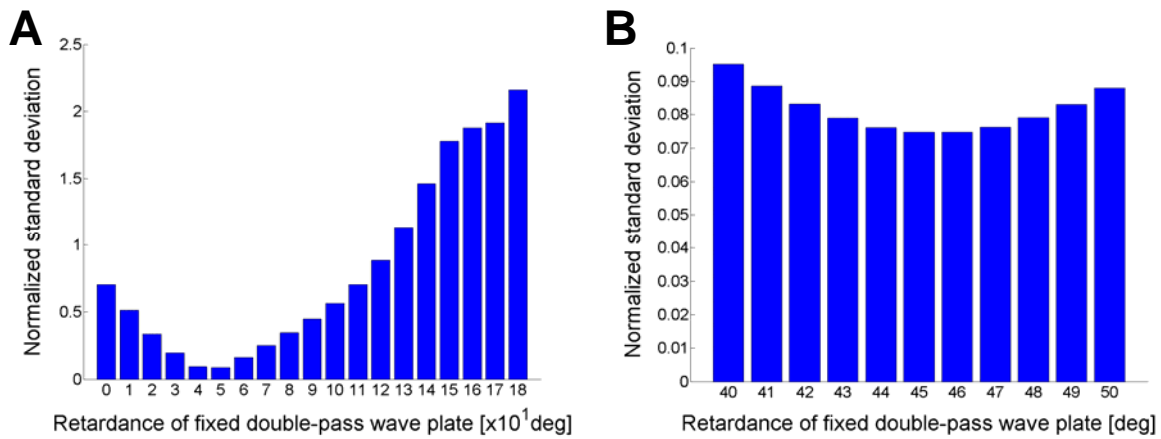 A
Normalized standard deviation
2.5
2
1.5
1
0.5
0
0 1 2 3 4 5 6 7 8 9 10 11 12 13 14 15 16 17 18
Retardance of fixed double-pass wave plate [x10¹deg]
B
Normalized standard deviation
0.1
0.09
0.08
0.07
0.06
0.05
0.04
0.03
0.02
0.01
0
40 41 42 43 44 45 46 47 48 49 50
Retardance of fixed double-pass wave plate [deg]